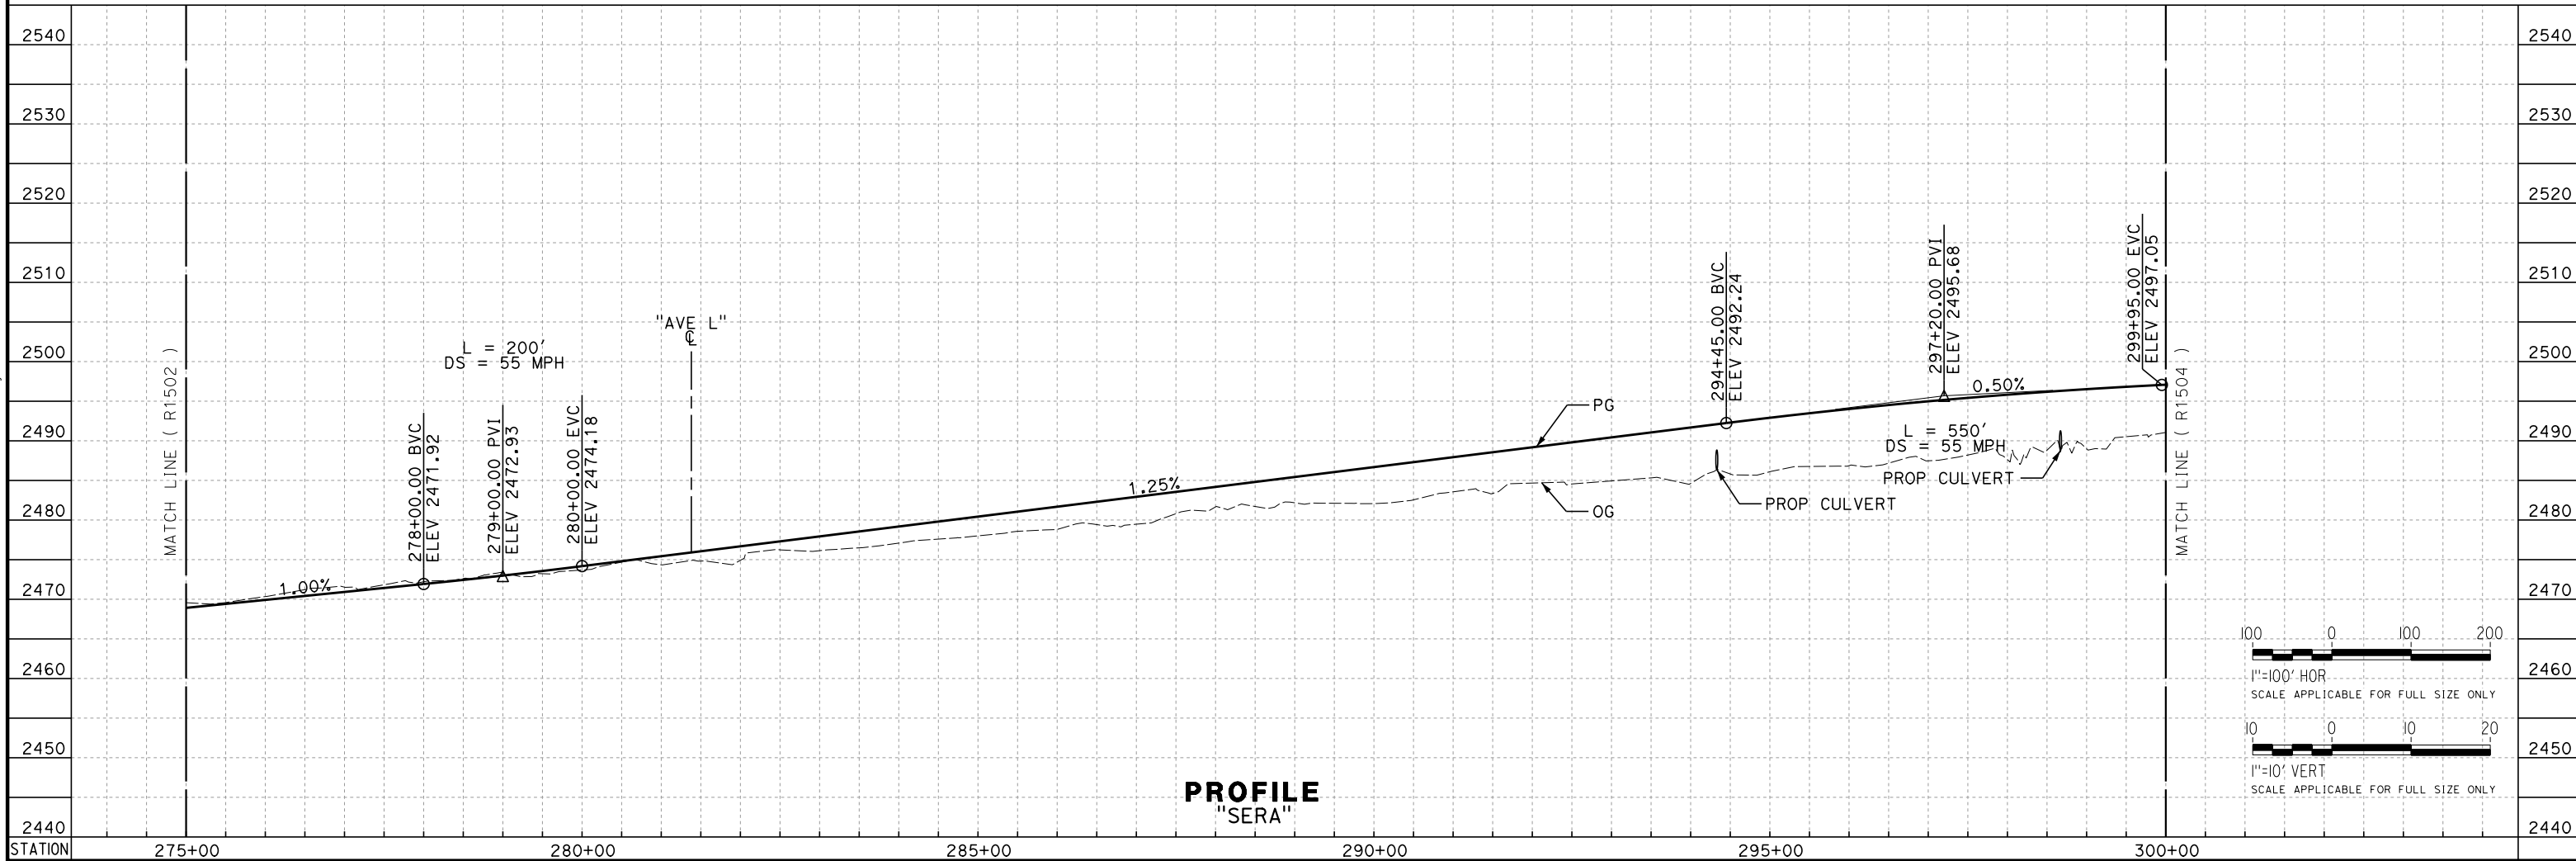 2540
2530
2520
2510
2500
2490
2480
2470
2460
2450
2440
STATION
MATCH LINE ( R1502 )
1.00%
278+00.00 BVC
ELEV 2471.92
L = 200'
DS = 55 MPH
279+00.00 PVI
ELEV 2472.93
280+00.00 EVC
ELEV 2474.18
"AVE L"
℄
1.25%
PG
OG
294+45.00 BVC
ELEV 2492.24
PROP CULVERT
297+20.00 PVI
ELEV 2495.68
0.50%
L = 550'
DS = 55 MPH
PROP CULVERT
299+95.00 EVC
ELEV 2497.05
MATCH LINE ( R1504 )
2540
2530
2520
2510
2500
2490
2480
2470
2460
2450
2440
100 0 100 200
1"=100' HOR
SCALE APPLICABLE FOR FULL SIZE ONLY
10 0 10 20
1"=10' VERT
SCALE APPLICABLE FOR FULL SIZE ONLY
PROFILE
"SERA"
275+00 280+00 285+00 290+00 295+00 300+00